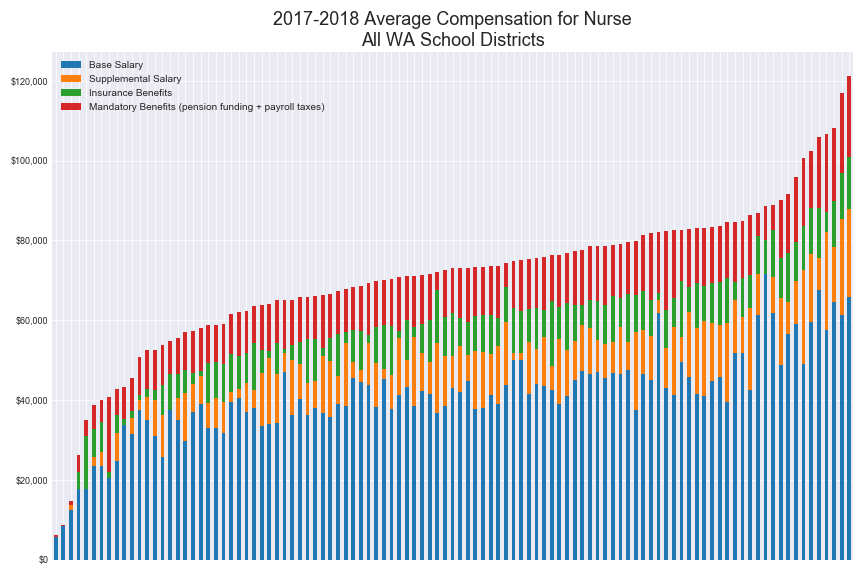 2017-2018 Average Compensation for Nurse
All WA School Districts
Base Salary
Supplemental Salary
Insurance Benefits
Mandatory Benefits (pension funding + payroll taxes)
$120,000
$100,000
$80,000
$60,000
$40,000
$20,000
$0